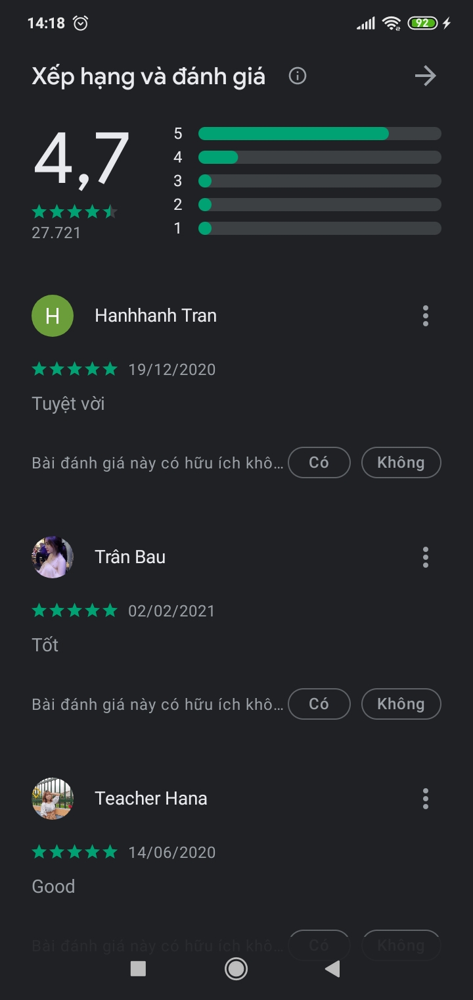 14:18
92
Xếp hạng và đánh giá
4,7
5
4
3
2
1
27.721
H
Hanhhanh Tran
19/12/2020
Tuyệt vời
Bài đánh giá này có hữu ích khô… Có Không
Trân Bau
02/02/2021
Tốt
Bài đánh giá này có hữu ích khô… Có Không
Teacher Hana
14/06/2020
Good
Bài đánh giá này có hữu ích khô… Có Không